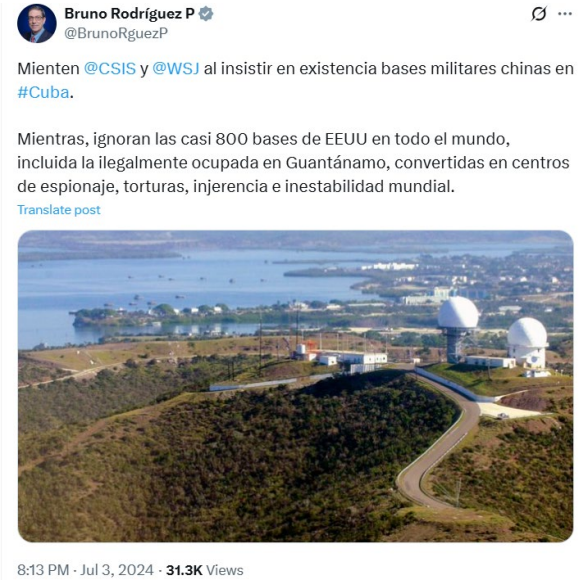 Bruno Rodríguez P
@BrunoRguezP
Mienten @CSIS y @WSJ al insistir en existencia bases militares chinas en
#Cuba.
Mientras, ignoran las casi 800 bases de EEUU en todo el mundo,
incluida la ilegalmente ocupada en Guantánamo, convertidas en centros
de espionaje, torturas, injerencia e inestabilidad mundial.
Translate post
8:13 PM · Jul 3, 2024 · 31.3K Views